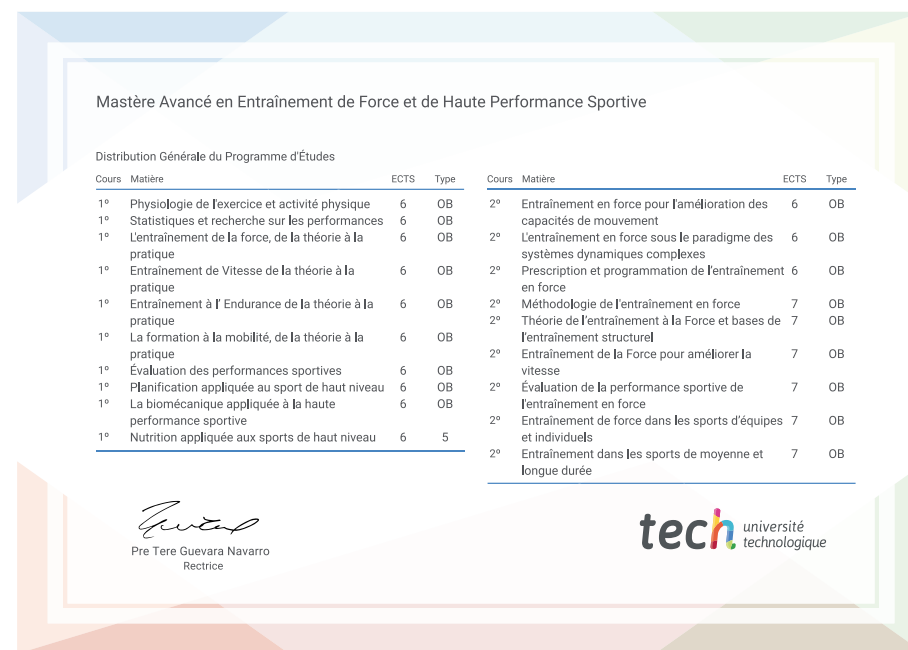 Mastère Avancé en Entraînement de Force et de Haute Performance Sportive
Distribution Générale du Programme d'Études
Cours Matière ECTS Type
1º Physiologie de l'exercice et activité physique 6 OB
1º Statistiques et recherche sur les performances 6 OB
1º L'entraînement de la force, de la théorie à la 6 OB
pratique
1º Entraînement de Vitesse de la théorie à la 6 OB
pratique
1º Entraînement à l' Endurance de la théorie à la 6 OB
pratique
1º La formation à la mobilité, de la théorie à la 6 OB
pratique
1º Évaluation des performances sportives 6 OB
1º Planification appliquée au sport de haut niveau 6 OB
1º La biomécanique appliquée à la haute 6 OB
performance sportive
1º Nutrition appliquée aux sports de haut niveau 6 5
Cours Matière ECTS Type
2º Entraînement en force pour l'amélioration des 6 OB
capacités de mouvement
2º L'entraînement en force sous le paradigme des 6 OB
systèmes dynamiques complexes
2º Prescription et programmation de l'entraînement 6 OB
en force
2º Méthodologie de l'entraînement en force 7 OB
2º Théorie de l'entraînement à la Force et bases de 7 OB
l'entraînement structurel
2º Entraînement de la Force pour améliorer la 7 OB
vitesse
2º Évaluation de la performance sportive de 7 OB
l'entraînement en force
2º Entraînement de force dans les sports d'équipes 7 OB
et individuels
2º Entraînement dans les sports de moyenne et 7 OB
longue durée
Pre Tere Guevara Navarro
Rectrice
tech université
technologique